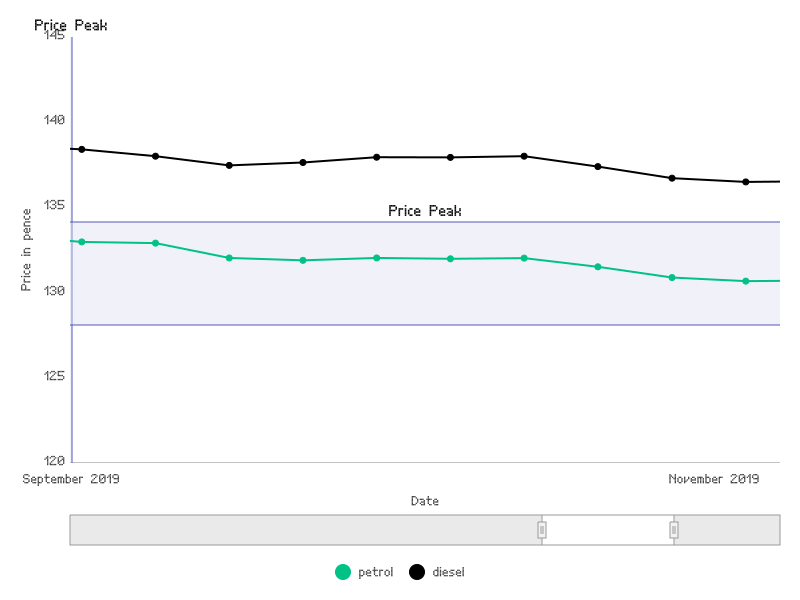 Price Peak
145
140
135
130
125
120
Price in pence
Price Peak
September 2019
November 2019
Date
petrol
diesel